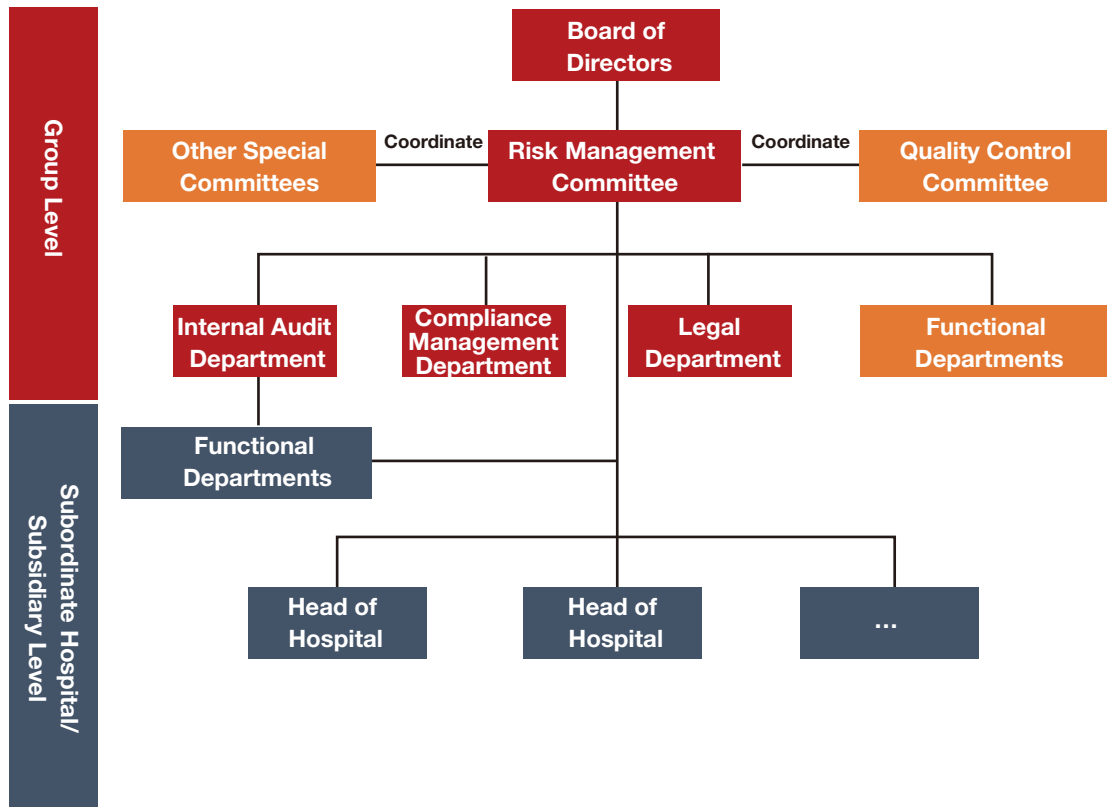 Group Level
Board of
Directors
Other Special
Committees
Coordinate
Risk Management
Committee
Coordinate
Quality Control
Committee
Internal Audit
Department
Compliance
Management
Department
Legal
Department
Functional
Departments
Subordinate Hospital/
Subsidiary Level
Functional
Departments
Head of
Hospital
Head of
Hospital
...